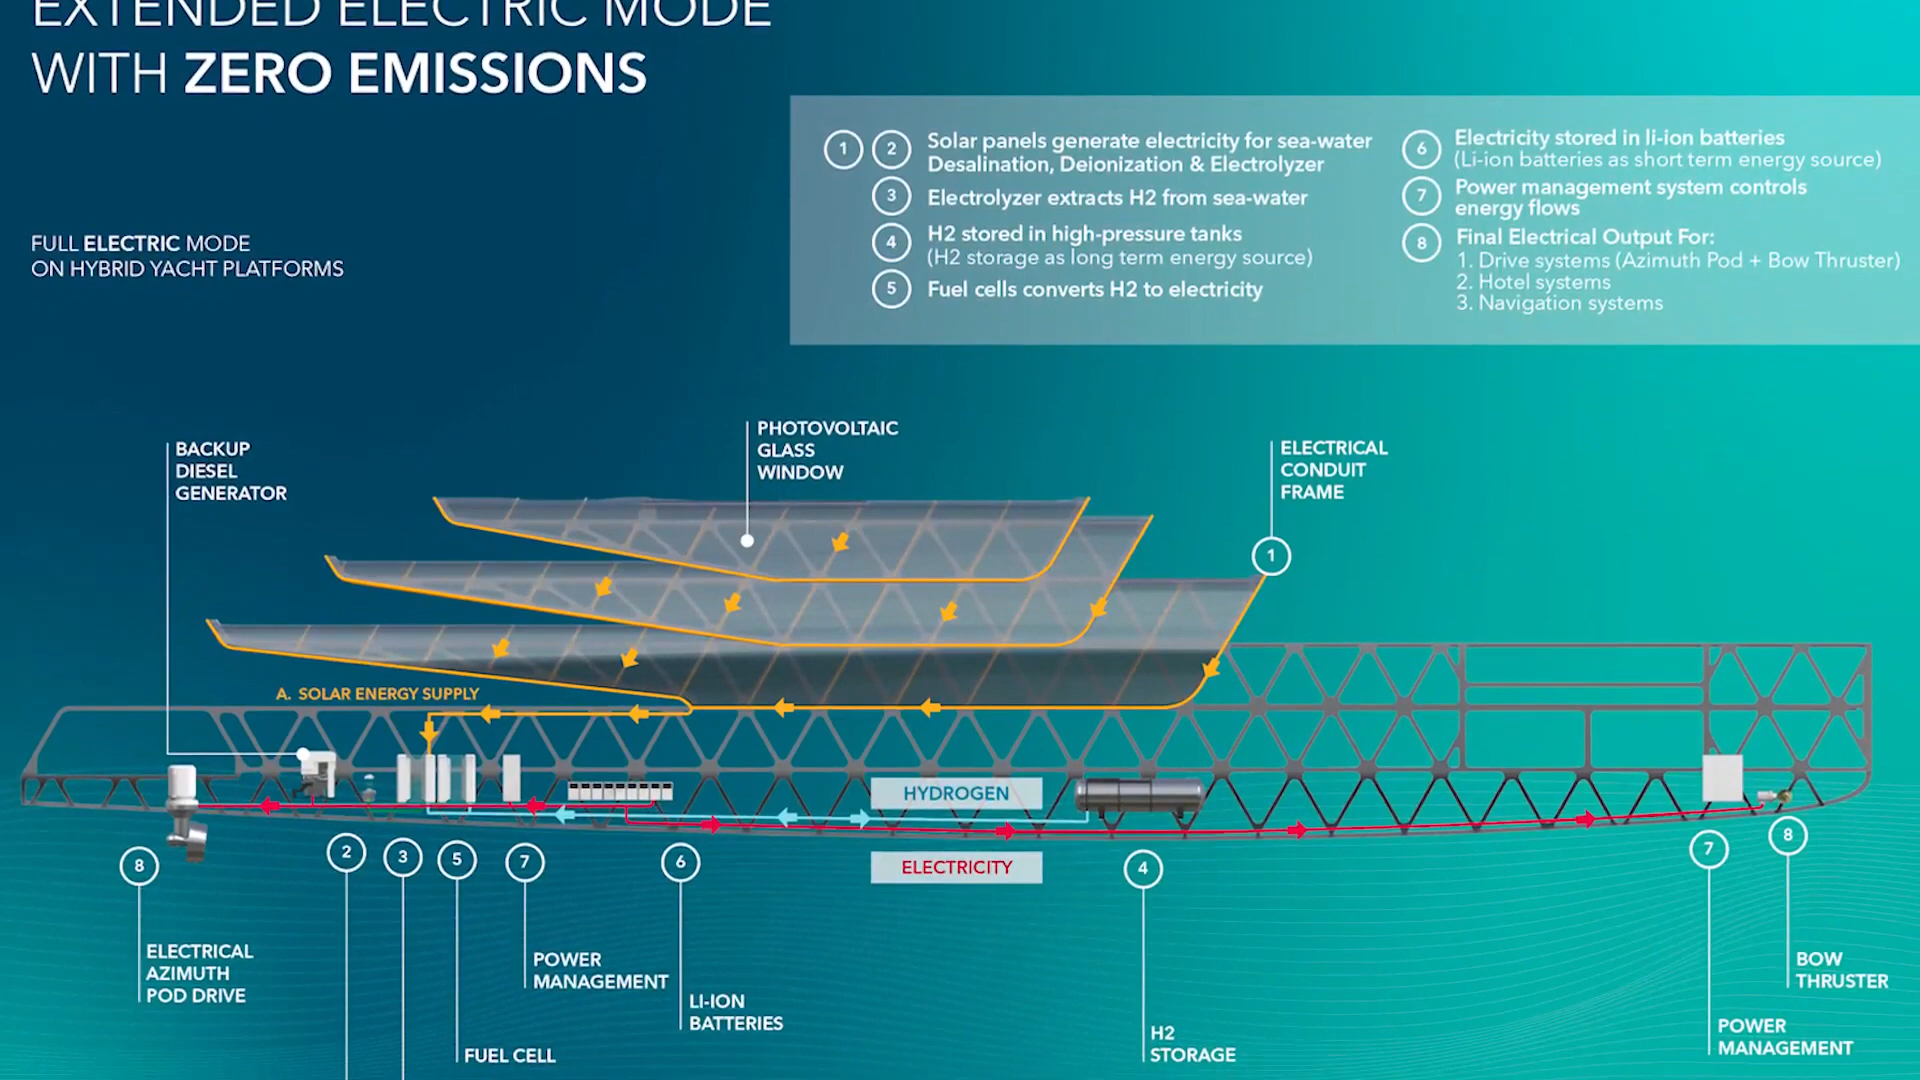 EXTENDED ELECTRIC MODE
WITH ZERO EMISSIONS
FULL ELECTRIC MODE
ON HYBRID YACHT PLATFORMS
1 2 Solar panels generate electricity for sea-water
Desalination, Deionization & Electrolyzer
3 Electrolyzer extracts H2 from sea-water
4 H2 stored in high-pressure tanks
(H2 storage as long term energy source)
5 Fuel cells converts H2 to electricity
6 Electricity stored in li-ion batteries
(Li-ion batteries as short term energy source)
7 Power management system controls
energy flows
8 Final Electrical Output For:
1. Drive systems (Azimuth Pod + Bow Thruster)
2. Hotel systems
3. Navigation systems
BACKUP
DIESEL
GENERATOR
PHOTOVOLTAIC
GLASS
WINDOW
ELECTRICAL
CONDUIT
FRAME
1
A. SOLAR ENERGY SUPPLY
HYDROGEN
ELECTRICITY
8
2
3
5
7
6
4
7
8
ELECTRICAL
AZIMUTH
POD DRIVE
POWER
MANAGEMENT
LI-ION
BATTERIES
FUEL CELL
H2
STORAGE
BOW
THRUSTER
POWER
MANAGEMENT